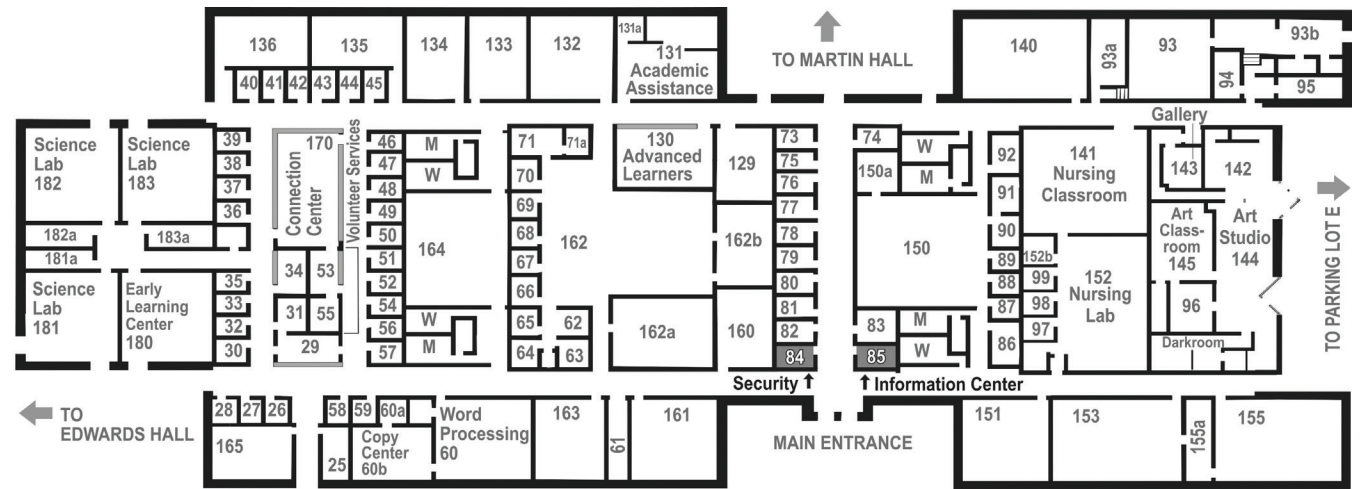 136
135
134
133
132
131a
131
Academic
Assistance
TO MARTIN HALL
140
93a
93
93b
94
95
40
41
42
43
44
45
Gallery
Science
Lab
182
Science
Lab
183
39
38
37
36
170
Connection
Center
Volunteer Services
46
47
48
49
50
51
52
54
56
57
M
W
164
W
M
71
71a
70
69
68
67
66
65
64
62
63
162
130
Advanced
Learners
129
162b
162a
160
73
75
76
77
78
79
80
81
82
84
74
150a
W
M
150
83
85
M
W
92
91
90
89
88
87
86
141
Nursing
Classroom
152b
99
98
97
152
Nursing
Lab
143
142
Art
Class-
room
145
Art
Studio
144
96
Darkroom
TO PARKING LOT E
182a
181a
183a
Science
Lab
181
Early
Learning
Center
180
35
33
32
30
34
53
31
55
29
Security
Information Center
TO
EDWARDS HALL
28
27
26
165
58
59
60a
25
Copy
Center
60b
Word
Processing
60
163
61
161
MAIN ENTRANCE
151
153
155a
155